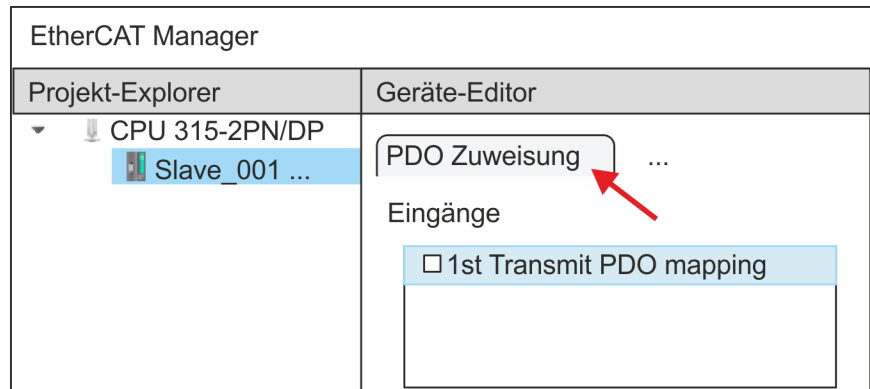 EtherCAT Manager
Projekt-Explorer
Geräte-Editor
CPU 315-2PN/DP
Slave_001 ...
PDO Zuweisung
...
Eingänge
1st Transmit PDO mapping